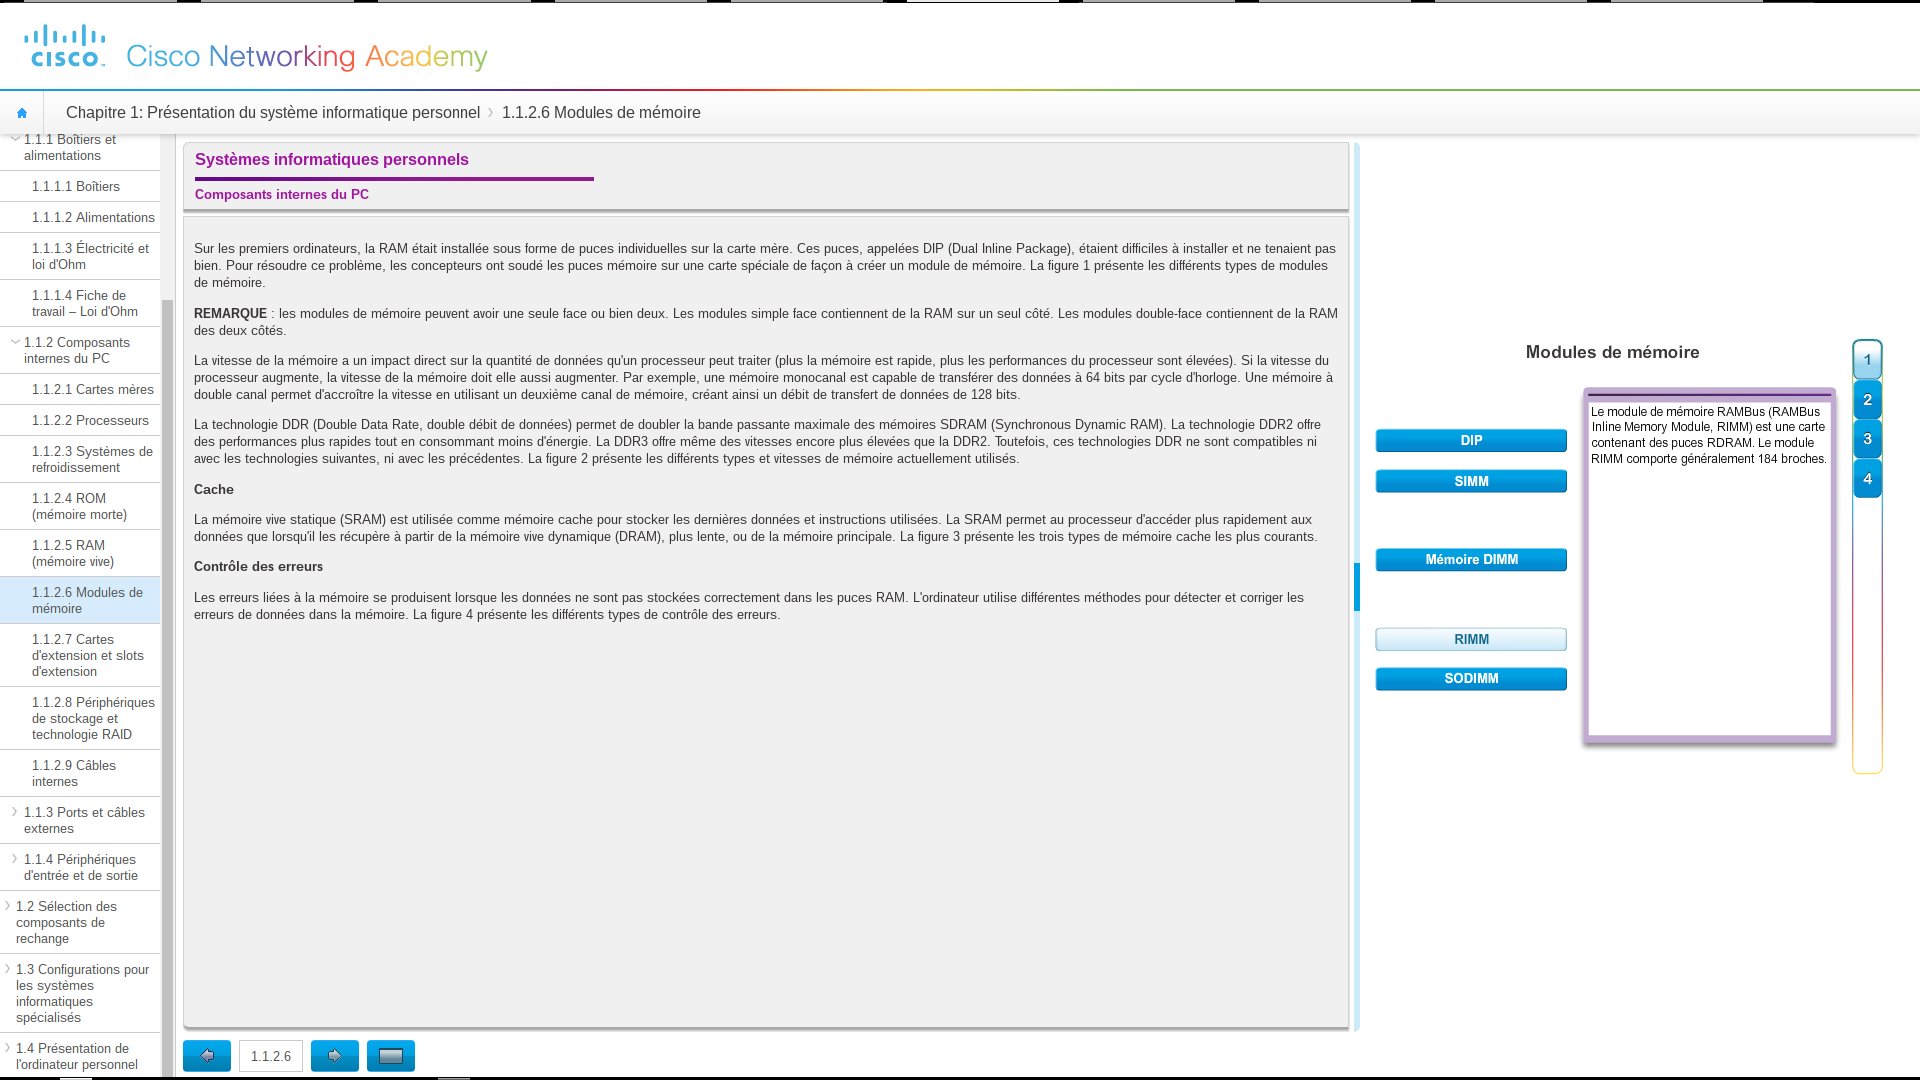 CISCO
Cisco Networking Academy
Chapitre 1: Présentation du système informatique personnel
1.1.2.6 Modules de mémoire
1.1.1 Boîtiers et
alimentations
1.1.1.1 Boîtiers
1.1.1.2 Alimentations
1.1.1.3 Électricité et
loi d'Ohm
1.1.1.4 Fiche de
travail – Loi d'Ohm
1.1.2 Composants
internes du PC
1.1.2.1 Cartes mères
1.1.2.2 Processeurs
1.1.2.3 Systèmes de
refroidissement
1.1.2.4 ROM
(mémoire morte)
1.1.2.5 RAM
(mémoire vive)
1.1.2.6 Modules de
mémoire
1.1.2.7 Cartes
d'extension et slots
d'extension
1.1.2.8 Périphériques
de stockage et
technologie RAID
1.1.2.9 Câbles
internes
1.1.3 Ports et câbles
externes
1.1.4 Périphériques
d'entrée et de sortie
1.2 Sélection des
composants de
rechange
1.3 Configurations pour
les systèmes
informatiques
spécialisés
1.4 Présentation de
l'ordinateur personnel
Systèmes informatiques personnels
Composants internes du PC
Sur les premiers ordinateurs, la RAM était installée sous forme de puces individuelles sur la carte mère. Ces puces, appelées DIP (Dual Inline Package), étaient difficiles à installer et ne tenaient pas
bien. Pour résoudre ce problème, les concepteurs ont soudé les puces mémoire sur une carte spéciale de façon à créer un module de mémoire. La figure 1 présente les différents types de modules
de mémoire.
REMARQUE : les modules de mémoire peuvent avoir une seule face ou bien deux. Les modules simple face contiennent de la RAM sur un seul côté. Les modules double-face contiennent de la RAM
des deux côtés.
La vitesse de la mémoire a un impact direct sur la quantité de données qu'un processeur peut traiter (plus la mémoire est rapide, plus les performances du processeur sont élevées). Si la vitesse du
processeur augmente, la vitesse de la mémoire doit elle aussi augmenter. Par exemple, une mémoire monocanal est capable de transférer des données à 64 bits par cycle d'horloge. Une mémoire à
double canal permet d'accroître la vitesse en utilisant un deuxième canal de mémoire, créant ainsi un débit de transfert de données de 128 bits.
La technologie DDR (Double Data Rate, double débit de données) permet de doubler la bande passante maximale des mémoires SDRAM (Synchronous Dynamic RAM). La technologie DDR2 offre
des performances plus rapides tout en consommant moins d'énergie. La DDR3 offre même des vitesses encore plus élevées que la DDR2. Toutefois, ces technologies DDR ne sont compatibles ni
avec les technologies suivantes, ni avec les précédentes. La figure 2 présente les différents types et vitesses de mémoire actuellement utilisés.
Cache
La mémoire vive statique (SRAM) est utilisée comme mémoire cache pour stocker les dernières données et instructions utilisées. La SRAM permet au processeur d'accéder plus rapidement aux
données que lorsqu'il les récupère à partir de la mémoire vive dynamique (DRAM), plus lente, ou de la mémoire principale. La figure 3 présente les trois types de mémoire cache les plus courants.
Contrôle des erreurs
Les erreurs liées à la mémoire se produisent lorsque les données ne sont pas stockées correctement dans les puces RAM. L'ordinateur utilise différentes méthodes pour détecter et corriger les
erreurs de données dans la mémoire. La figure 4 présente les différents types de contrôle des erreurs.
1.1.2.6
Modules de mémoire
DIP
SIMM
Mémoire DIMM
RIMM
SODIMM
Le module de mémoire RAMBus (RAMBus
Inline Memory Module, RIMM) est une carte
contenant des puces RDRAM. Le module
RIMM comporte généralement 184 broches.
1
2
3
4